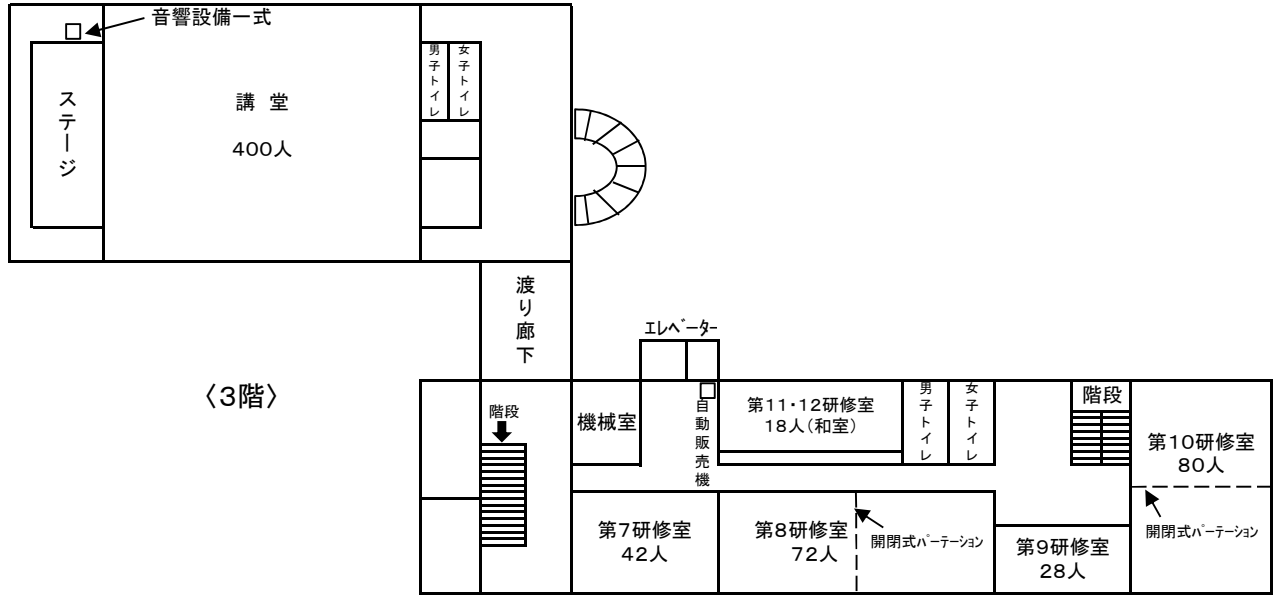 音響設備一式
ステージ
講 堂
400人
男子トイレ
女子トイレ
渡り廊下
エレベーター
〈3階〉
階段
機械室
自動販売機
第11・12研修室
18人(和室)
男子トイレ
女子トイレ
階段
第10研修室
80人
第7研修室
42人
第8研修室
72人
開閉式パーテーション
第9研修室
28人
開閉式パーテーション